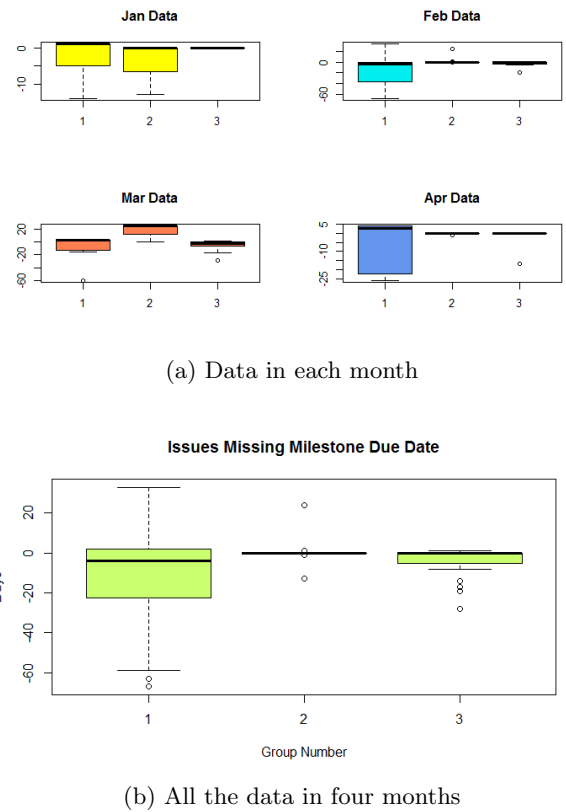 Jan Data
0
-10
1 2 3
Feb Data
0
-60
1 2 3
Mar Data
20
-20
-60
1 2 3
Apr Data
5
-10
-25
1 2 3
(a) Data in each month
Issues Missing Milestone Due Date
20
0
-20
-40
-60
1 2 3
Group Number
(b) All the data in four months